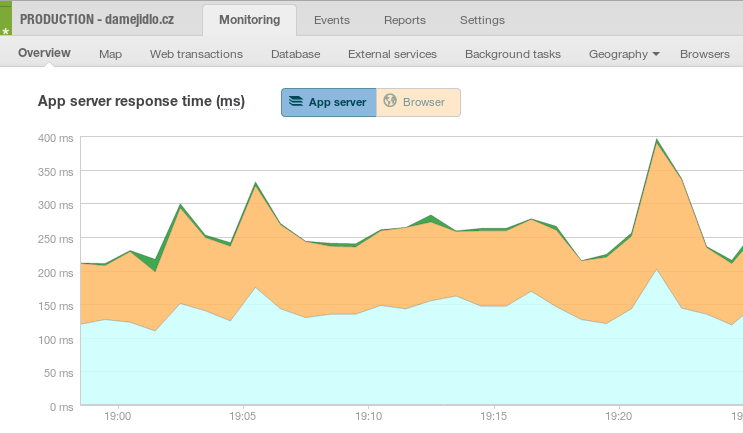 PRODUCTION - damejidlo.cz Monitoring Events Reports Settings
Overview Map Web transactions Database External services Background tasks Geography Browsers
App server response time (ms) App server Browser
400 ms
350 ms
300 ms
250 ms
200 ms
150 ms
100 ms
50 ms
0 ms
19:00 19:05 19:10 19:15 19:20